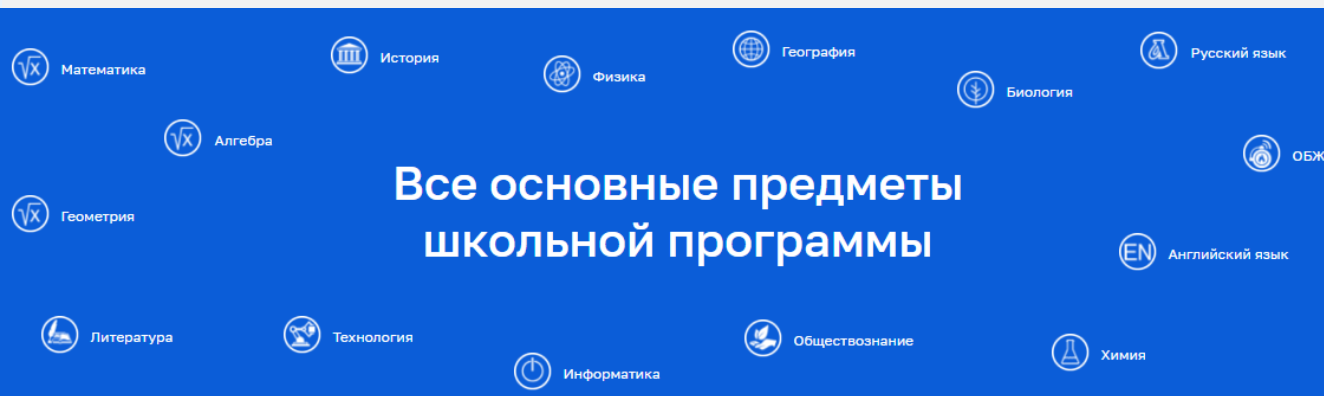 Математика
История
Физика
География
Биология
Русский язык
Алгебра
ОБЖ
Все основные предметы
школьной программы
Геометрия
EN Английский язык
Литература
Технология
Информатика
Обществознание
Химия